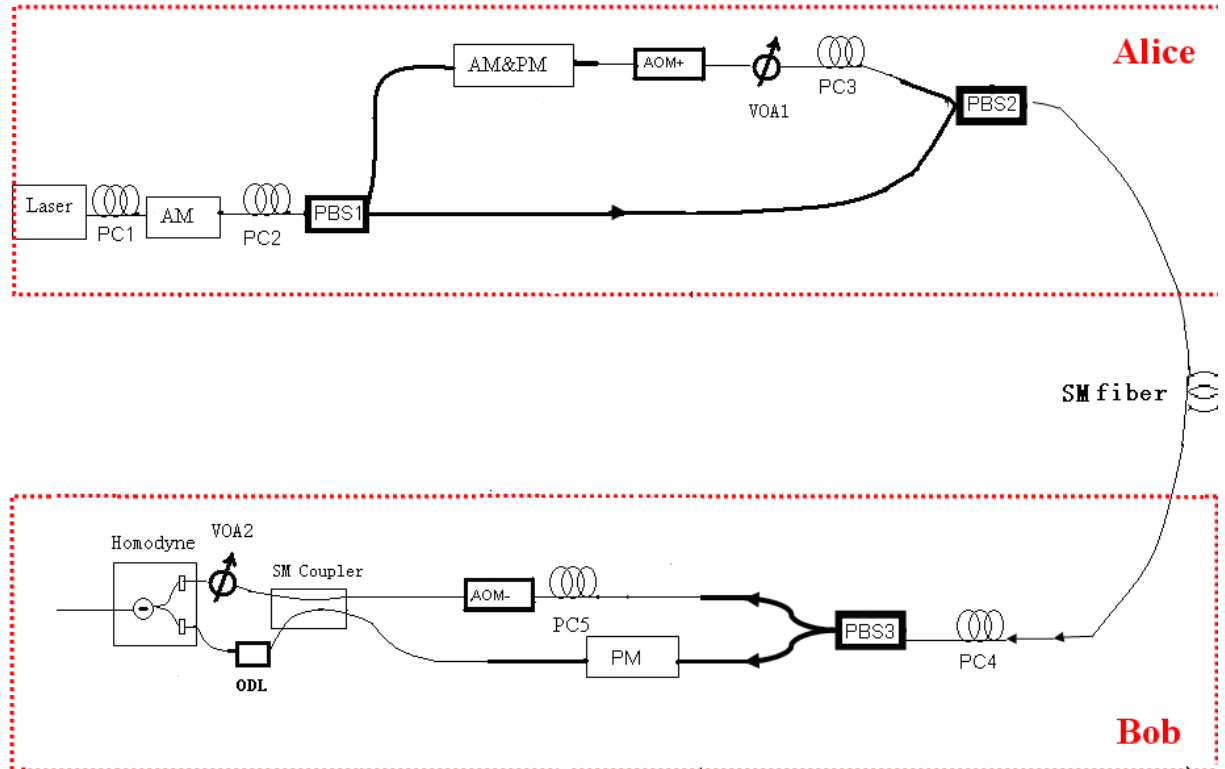 Alice
AM&PM
AOM+
VOA1
PC3
PBS2
Laser
PC1
AM
PC2
PBS1
SM fiber
Homodyne
VOA2
SM Coupler
AOM-
PC5
PBS3
PC4
PM
ODL
Bob